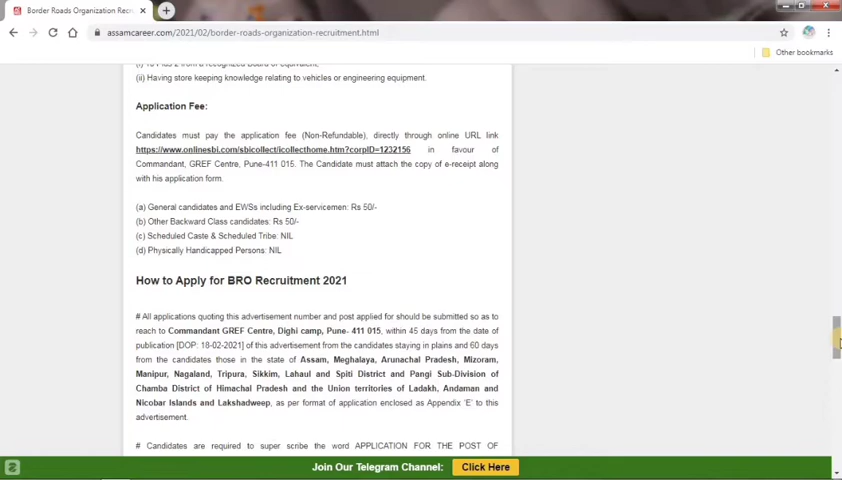 Border Roads Organization Recru
assamcareer.com/2021/02/border-roads-organization-recruitment.html
Other bookmarks
(i) 10 Plus 2 from a recognized Board or equivalent;
(ii) Having store keeping knowledge relating to vehicles or engineering equipment.
Application Fee:
Candidates must pay the application fee (Non-Refundable), directly through online URL link
https://www.onlinesbi.com/sbicollect/icollecthome.htm?corpID=1232156 in favour of
Commandant, GREF Centre, Pune-411 015. The Candidate must attach the copy of e-receipt along
with his application form.
(a) General candidates and EWSs including Ex-servicemen: Rs 50/-
(b) Other Backward Class candidates: Rs 50/-
(c) Scheduled Caste & Scheduled Tribe: NIL
(d) Physically Handicapped Persons: NIL
How to Apply for BRO Recruitment 2021
# All applications quoting this advertisement number and post applied for should be submitted so as to
reach to Commandant GREF Centre, Dighi camp, Pune- 411 015, within 45 days from the date of
publication [DOP: 18-02-2021] of this advertisement from the candidates staying in plains and 60 days
from the candidates those in the state of Assam, Meghalaya, Arunachal Pradesh, Mizoram,
Manipur, Nagaland, Tripura, Sikkim, Lahaul and Spiti District and Pangi Sub-Division of
Chamba District of Himachal Pradesh and the Union territories of Ladakh, Andaman and
Nicobar Islands and Lakshadweep, as per format of application enclosed as Appendix 'E' to this
advertisement.
# Candidates are required to super scribe the word APPLICATION FOR THE POST OF
Join Our Telegram Channel: Click Here